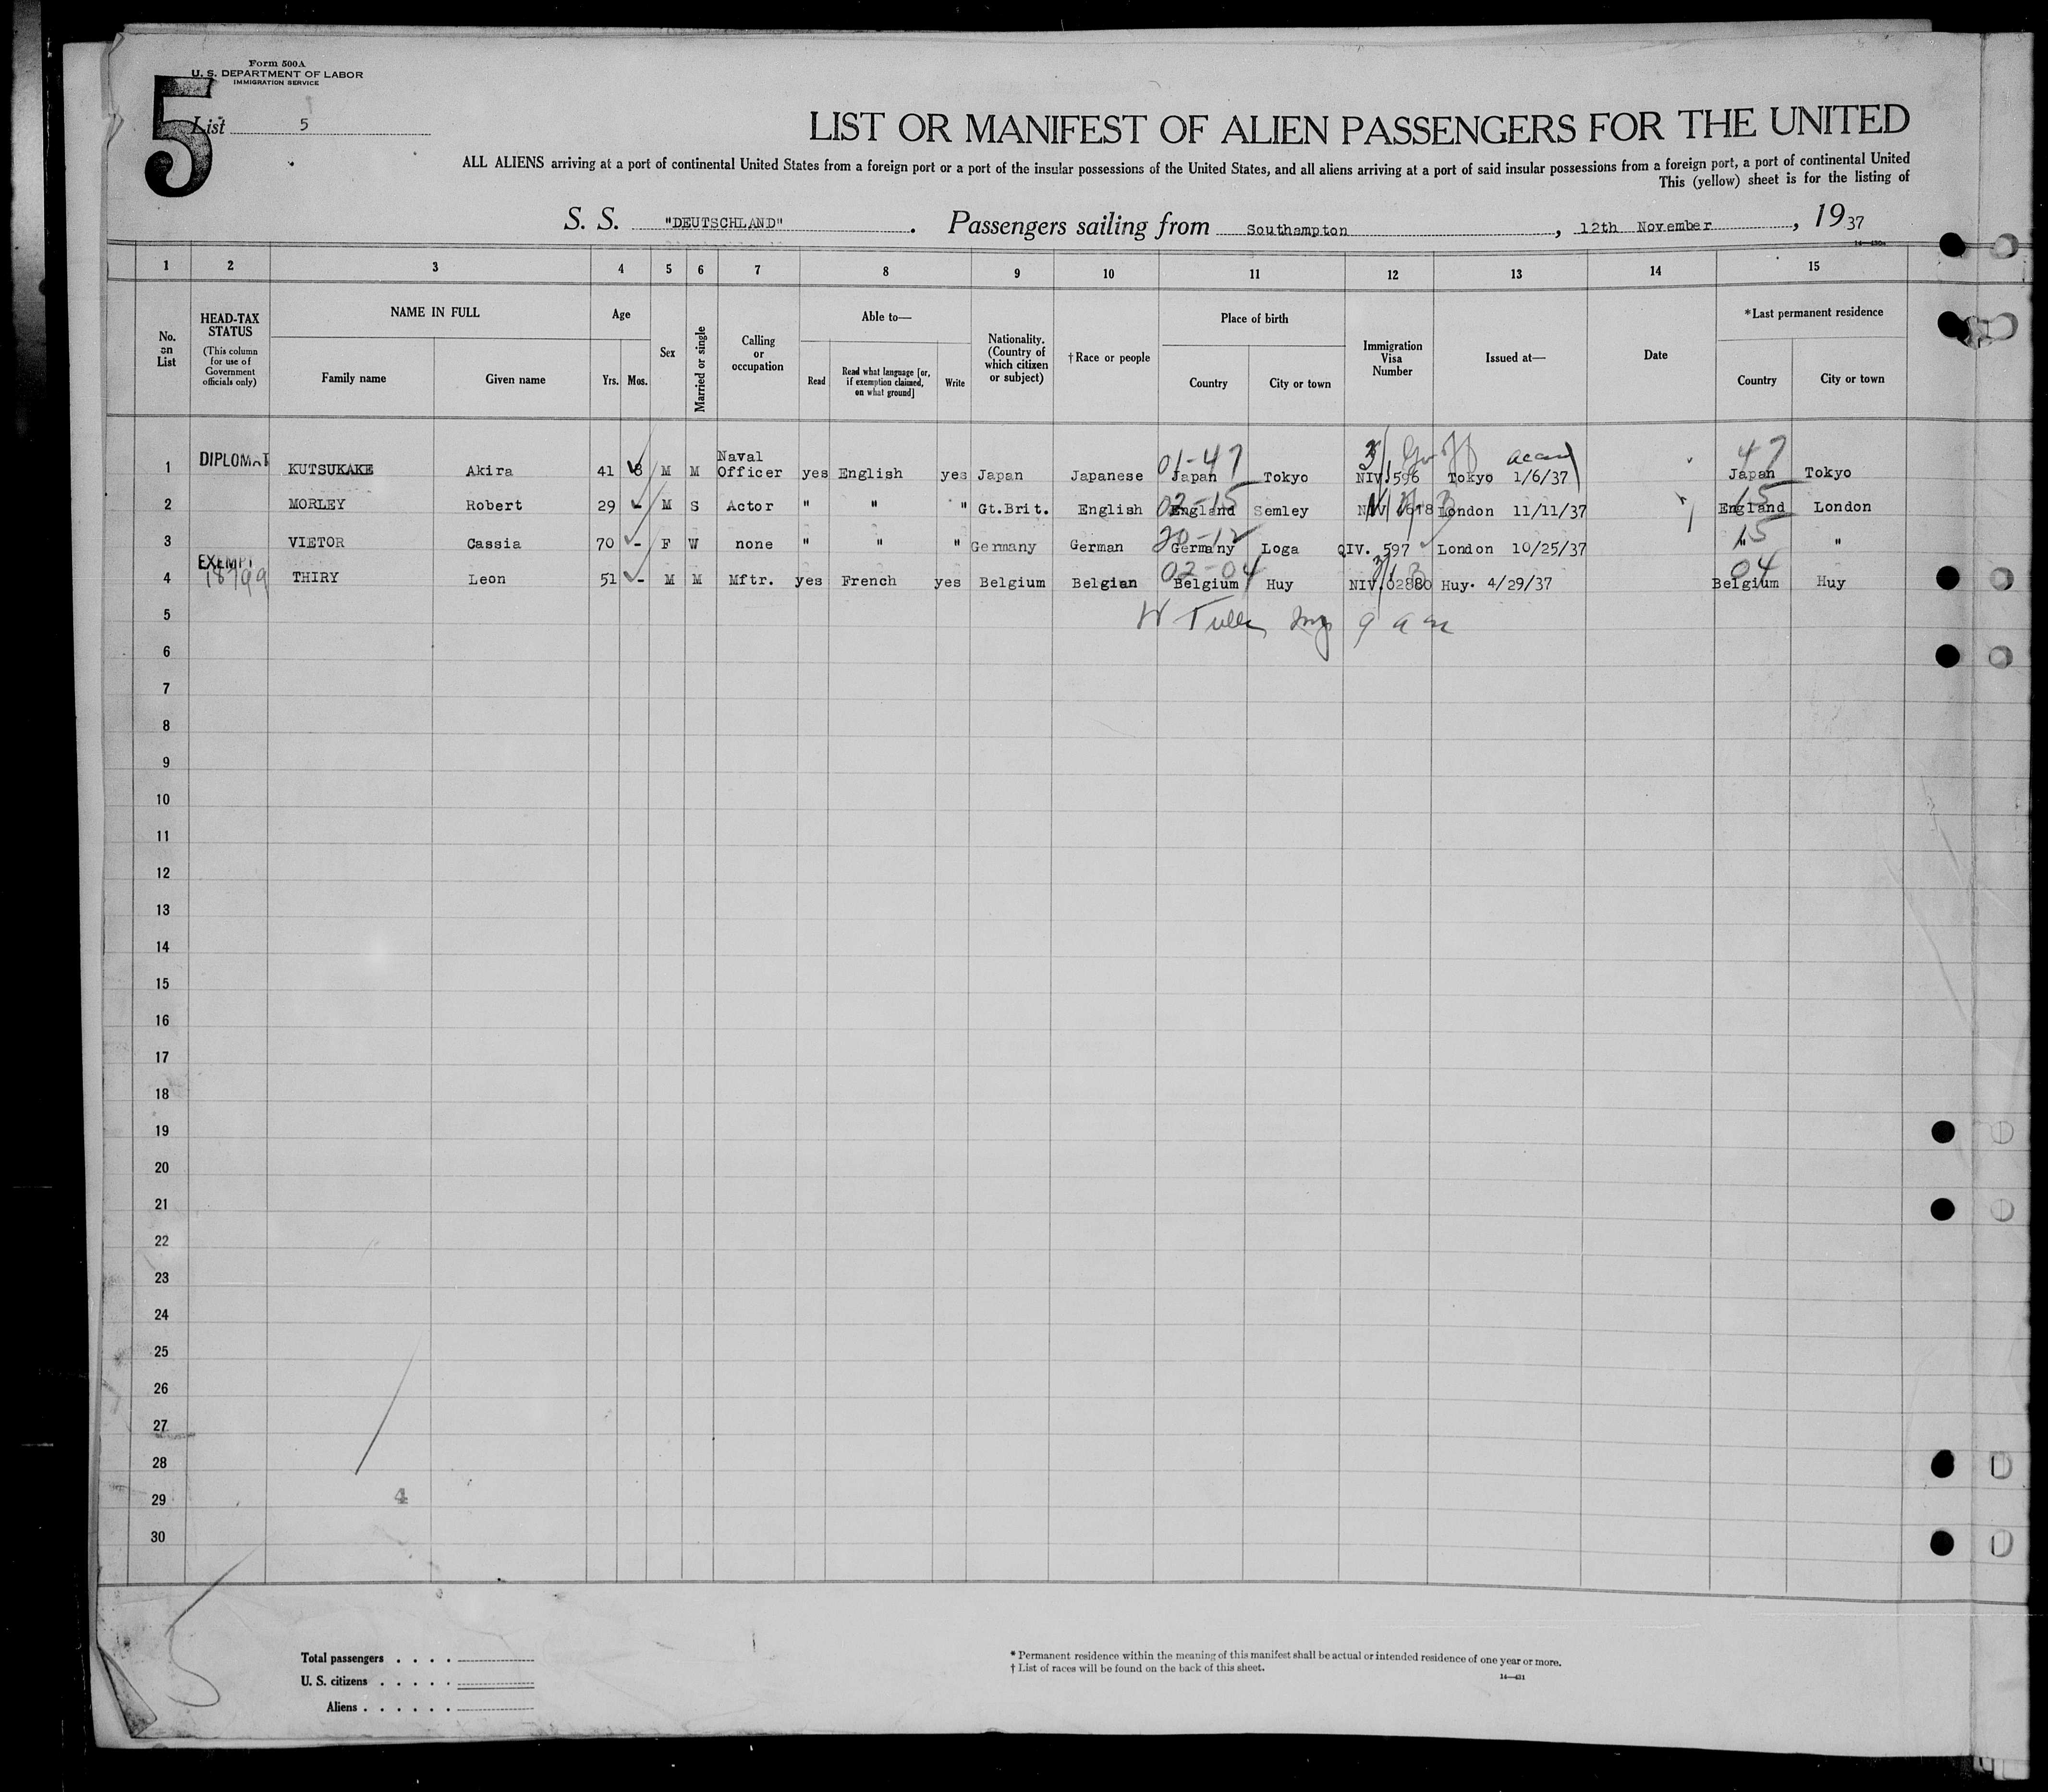 Form 500A
U. S. DEPARTMENT OF LABOR
IMMIGRATION SERVICE
5
List 5
LIST OR MANIFEST OF ALIEN PASSENGERS FOR THE UNITED
ALL ALIENS arriving at a port of continental United States from a foreign port or a port of the insular possessions of the United States, and all aliens arriving at a port of said insular possessions from a foreign port, a port of continental United
This (yellow) sheet is for the listing of
S. S. "DEUTSCHLAND" . Passengers sailing from Southampton , 12th November , 1937
1 2 3 4 5 6 7 8 9 10 11 12 13 14 15
No. on List
HEAD-TAX STATUS
(This column for use of Government officials only)
NAME IN FULL
Family name Given name
Age
Yrs. Mos.
Sex
Married or single
Calling or occupation
Able to—
Read
Read what language [or, if exemption claimed, on what ground]
Write
Nationality. (Country of which citizen or subject)
†Race or people
Place of birth
Country City or town
Immigration Visa Number
Issued at—
Date
*Last permanent residence
Country City or town
01-47 3 47
1 DIPLOMAT KUTSUKAKE Akira 41 8 M M Naval Officer yes English yes Japan Japanese Japan Tokyo NIV. 596 Tokyo 1/6/37 Japan Tokyo
02-15 15
2 MORLEY Robert 29 - M S Actor " " " Gt.Brit. English England Semley London 11/11/37 England London
20-12 15
3 VIETOR Cassia 70 - F W none " " " Germany German Germany Loga QIV. 597 London 10/25/37 " "
EXEMPT 02-04 04
4 THIRY Leon 51 - M M Mftr. yes French yes Belgium Belgian Belgium Huy NIV.02880 Huy. 4/29/37 Belgium Huy
5
6
7
8
9
10
11
12
13
14
15
16
17
18
19
20
21
22
23
24
25
26
27
28
29
4
30
Total passengers . . . .
U. S. citizens . . . . .
Aliens . . . . . .
* Permanent residence within the meaning of this manifest shall be actual or intended residence of one year or more.
† List of races will be found on the back of this sheet.
14—431